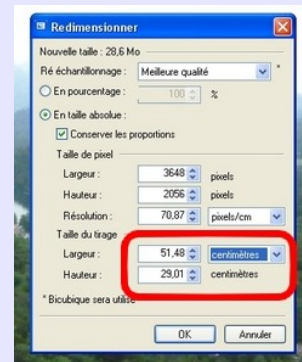 Redimensionner
Nouvelle taille : 28,6 Mo
Ré échantillonnage : Meilleure qualité *
En pourcentage : 100 %
En taille absolue :
Conserver les proportions
Taille de pixel
Largeur : 3648 pixels
Hauteur : 2056 pixels
Résolution : 70,87 pixels/cm
Taille du tirage
Largeur : 51,48 centimètres
Hauteur : 29,01 centimètres
* Bicubique sera utilisé
OK Annuler